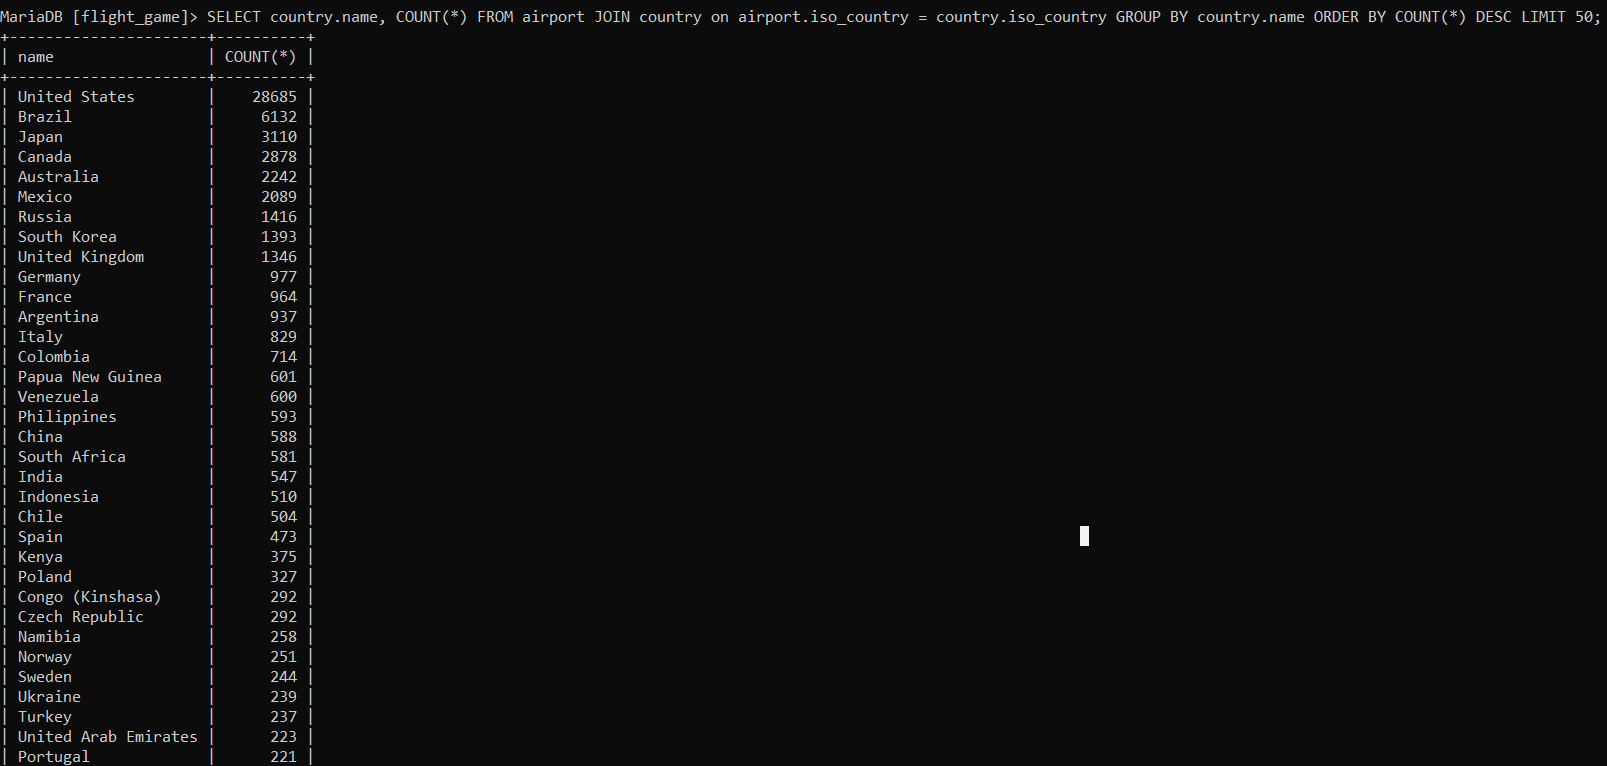 MariaDB [flight_game]> SELECT country.name, COUNT(*) FROM airport JOIN country on airport.iso_country = country.iso_country GROUP BY country.name ORDER BY COUNT(*) DESC LIMIT 50;
+----------------------+----------+
| name                 | COUNT(*) |
+----------------------+----------+
| United States        |    28685 |
| Brazil               |     6132 |
| Japan                |     3110 |
| Canada               |     2878 |
| Australia            |     2242 |
| Mexico               |     2089 |
| Russia               |     1416 |
| South Korea          |     1393 |
| United Kingdom       |     1346 |
| Germany              |      977 |
| France               |      964 |
| Argentina            |      937 |
| Italy                |      829 |
| Colombia             |      714 |
| Papua New Guinea     |      601 |
| Venezuela            |      600 |
| Philippines          |      593 |
| China                |      588 |
| South Africa         |      581 |
| India                |      547 |
| Indonesia            |      510 |
| Chile                |      504 |
| Spain                |      473 |
| Kenya                |      375 |
| Poland               |      327 |
| Congo (Kinshasa)     |      292 |
| Czech Republic       |      292 |
| Namibia              |      258 |
| Norway               |      251 |
| Sweden               |      244 |
| Ukraine              |      239 |
| Turkey               |      237 |
| United Arab Emirates |      223 |
| Portugal             |      221 |